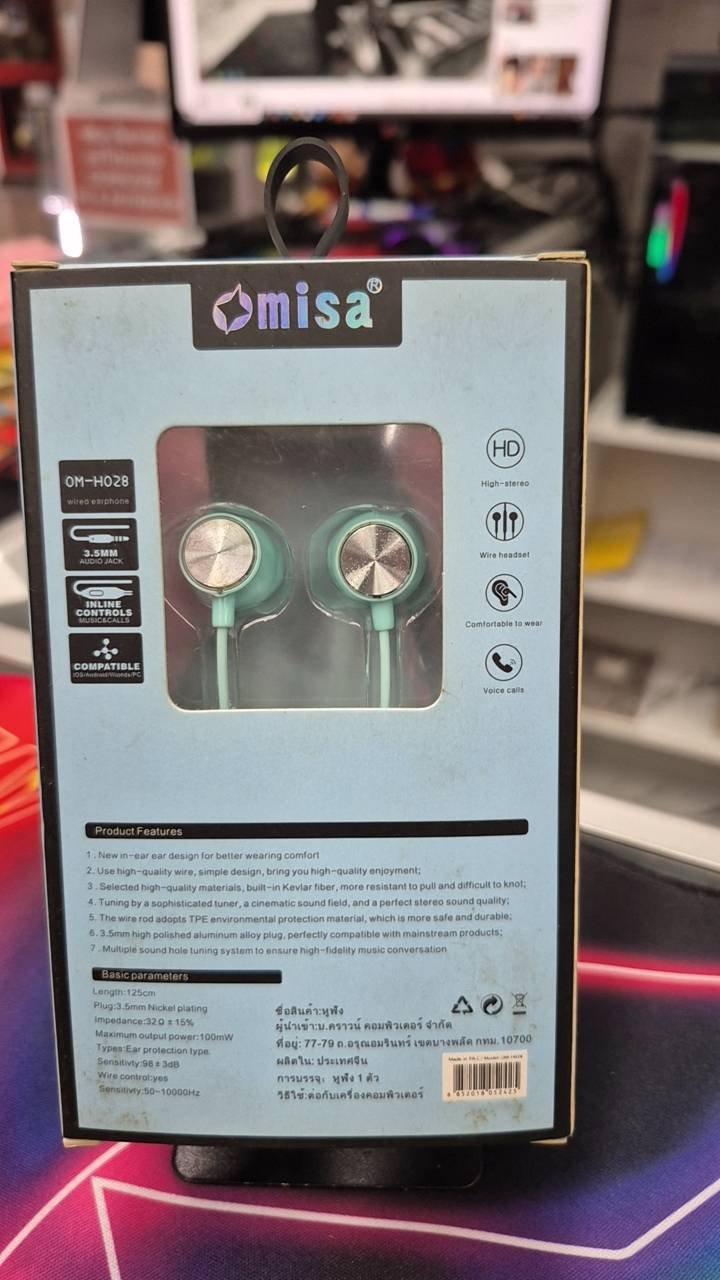 Omisa®
OM-H028
wired earphone
3.5MM
AUDIO JACK
INLINE
CONTROLS
MUSIC&CALLS
COMPATIBLE
HD
High-stereo
Wire headset
Comfortable to wear
Voice calls
Product Features
1. New in-ear ear design for better wearing comfort
2. Use high-quality wire, simple design, bring you high-quality enjoyment;
3. Selected high-quality materials, built-in Kevlar fiber, more resistant to pull and difficult to knot;
4. Tuning by a sophisticated tuner, a cinematic sound field, and a perfect stereo sound quality;
5. The wire rod adopts TPE environmental protection material, which is more safe and durable;
6. 3.5mm high polished aluminum alloy plug, perfectly compatible with mainstream products;
7. Multiple sound hole tuning system to ensure high-fidelity music conversation
Basic parameters
Length:125cm
Plug:3.5mm Nickel plating
Impedance:32Ω ± 15%
Maximum output power:100mW
Types:Ear protection type.
Sensitivty:98 ± 3dB
Wire control:yes
Sensitivty:50-10000Hz
ชื่อสินค้า:หูฟัง
ผู้นำเข้า:บ.คราวน์ คอมพิวเตอร์ จำกัด
ที่อยู่: 77-79 ถ.อรุณอมรินทร์ เขตบางพลัด กทม.10700
ผลิตใน: ประเทศจีน
การบรรจุ: หูฟัง 1 ตัว
วิธีใช้:ต่อกับเครื่องคอมพิวเตอร์